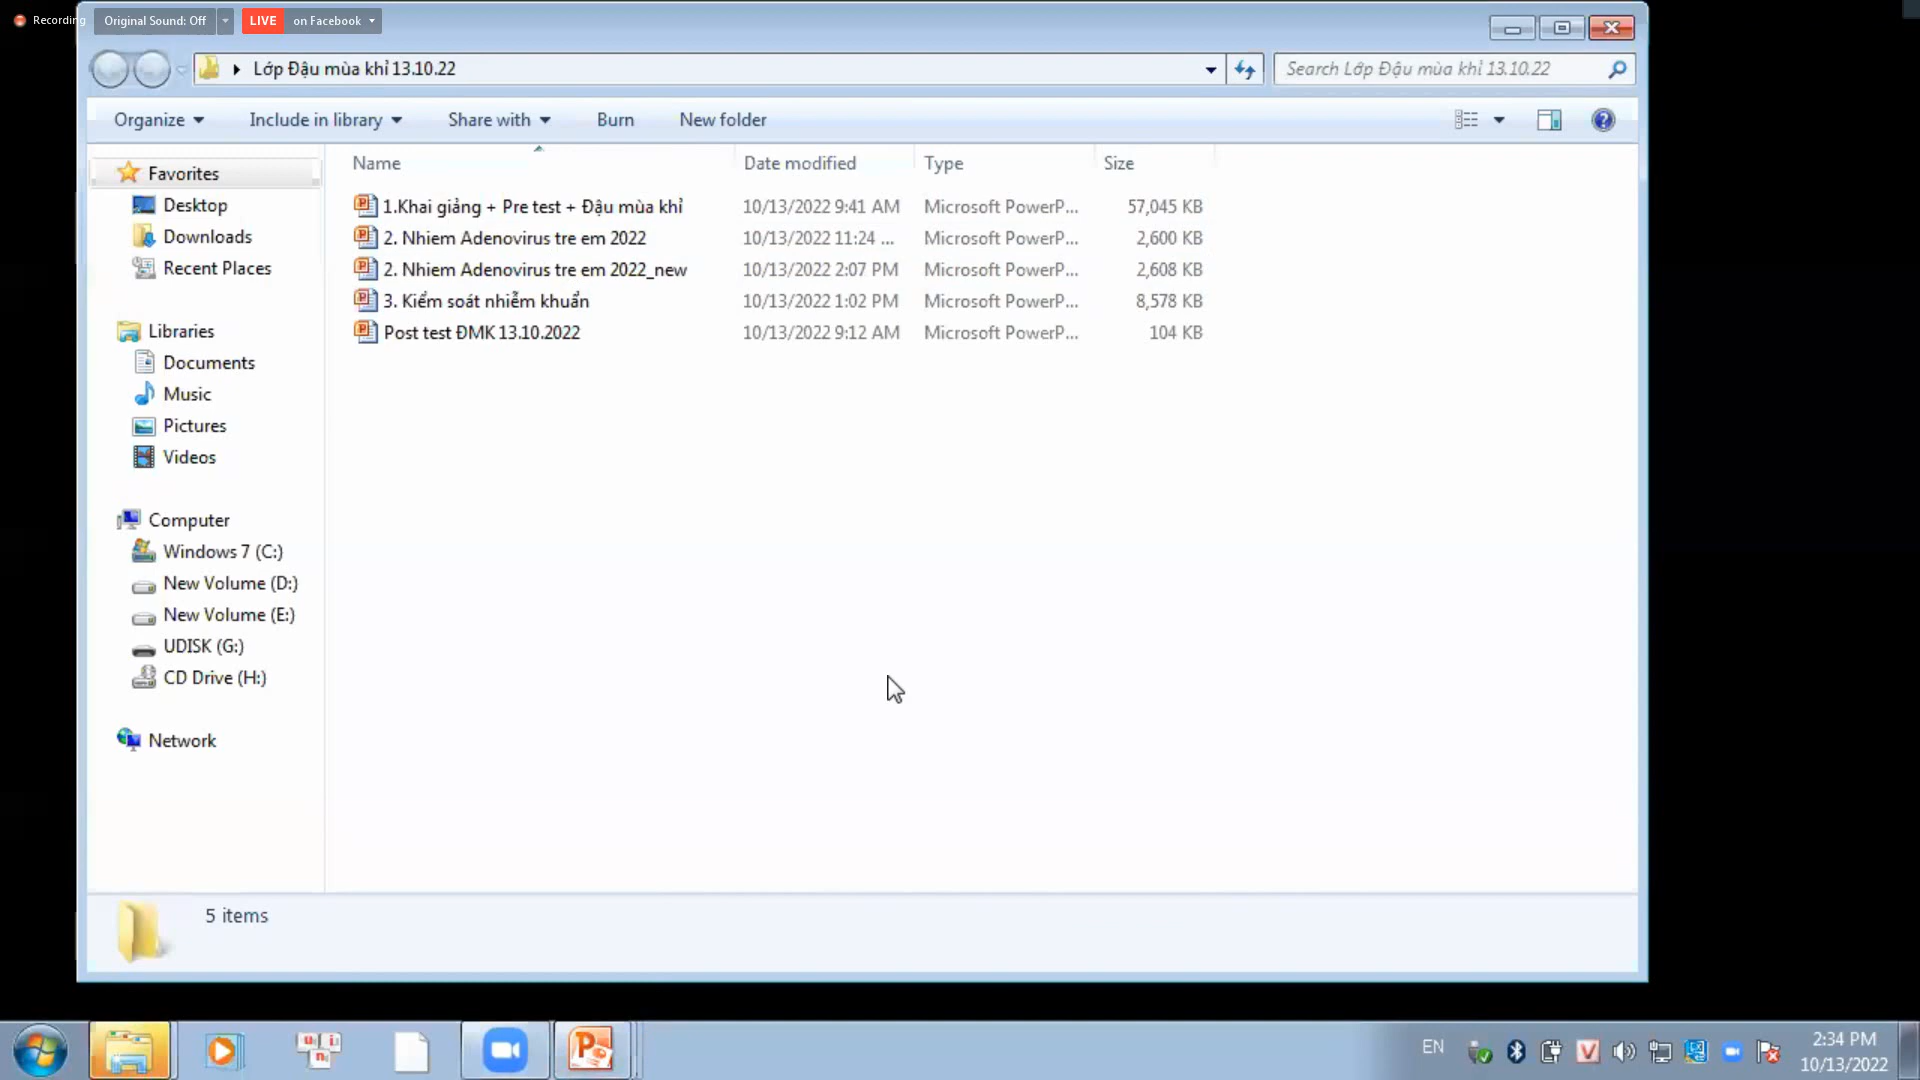 Recording
Original Sound: Off
LIVE on Facebook
Lớp Đậu mùa khỉ 13.10.22
Search Lớp Đậu mùa khỉ 13.10.22
Organize
Include in library
Share with
Burn
New folder
Name Date modified Type Size
Favorites
Desktop
Downloads
Recent Places
Libraries
Documents
Music
Pictures
Videos
Computer
Windows 7 (C:)
New Volume (D:)
New Volume (E:)
UDISK (G:)
CD Drive (H:)
Network
1.Khai giảng + Pre test + Đậu mùa khỉ 10/13/2022 9:41 AM Microsoft PowerP... 57,045 KB
2. Nhiem Adenovirus tre em 2022 10/13/2022 11:24 ... Microsoft PowerP... 2,600 KB
2. Nhiem Adenovirus tre em 2022_new 10/13/2022 2:07 PM Microsoft PowerP... 2,608 KB
3. Kiểm soát nhiễm khuẩn 10/13/2022 1:02 PM Microsoft PowerP... 8,578 KB
Post test ĐMK 13.10.2022 10/13/2022 9:12 AM Microsoft PowerP... 104 KB
5 items
EN
2:34 PM
10/13/2022